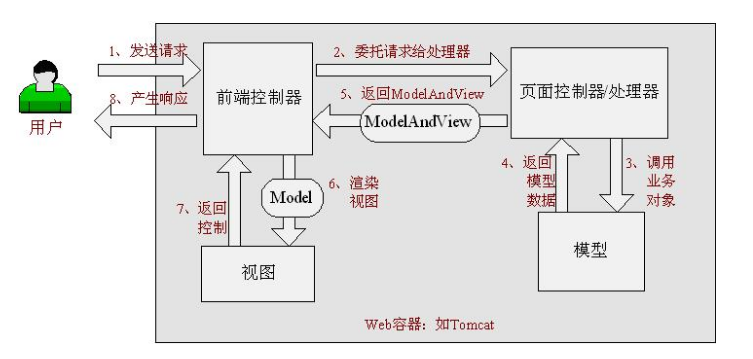 1、发送请求
2、委托请求给处理器
5、返回ModelAndView
8、产生响应
前端控制器
页面控制器/处理器
ModelAndView
用户
4、返回
模型
数据
3、调用
业务
对象
6、渲染
视图
Model
7、返回
控制
视图
模型
Web容器：如Tomcat